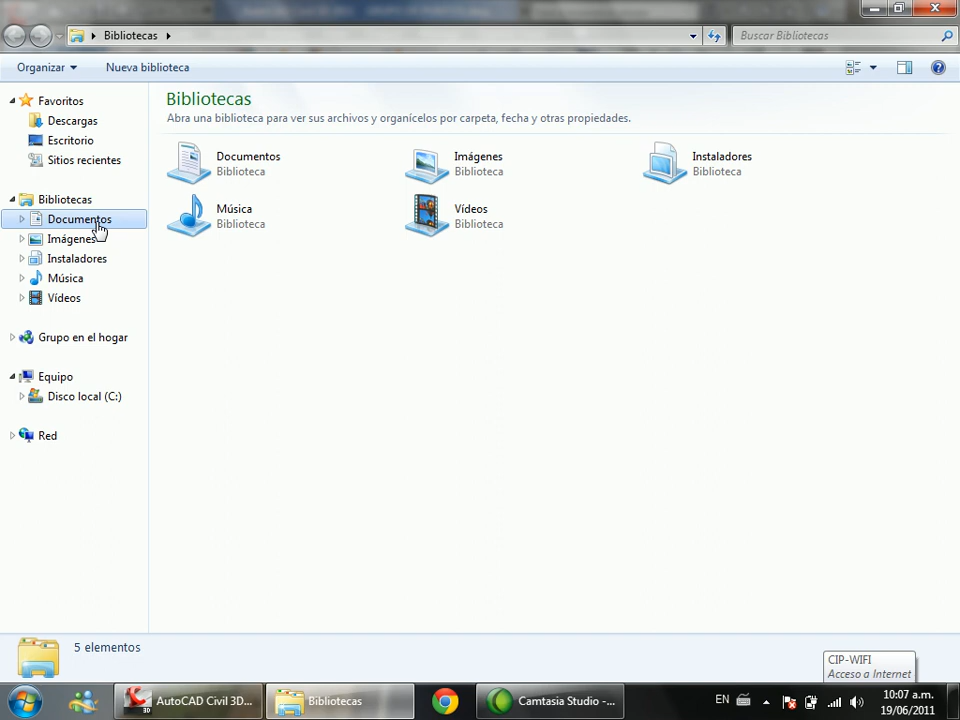 Bibliotecas
Buscar Bibliotecas
Organizar
Nueva biblioteca
Favoritos
Descargas
Escritorio
Sitios recientes
Bibliotecas
Documentos
Imágenes
Instaladores
Música
Vídeos
Grupo en el hogar
Equipo
Disco local (C:)
Red
Bibliotecas
Abra una biblioteca para ver sus archivos y organícelos por carpeta, fecha y otras propiedades.
Documentos
Biblioteca
Imágenes
Biblioteca
Instaladores
Biblioteca
Música
Biblioteca
Vídeos
Biblioteca
5 elementos
CIP-WIFI
Acceso a Internet
3D
AutoCAD Civil 3D...
Bibliotecas
Camtasia Studio -...
EN
10:07 a.m.
19/06/2011